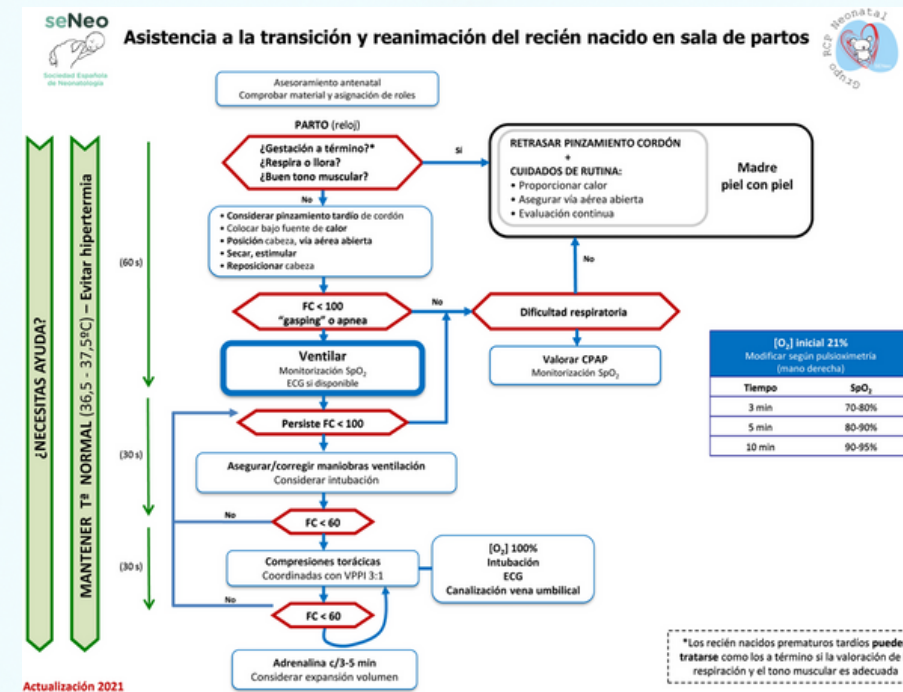 seNeo
Sociedad Española
de Neonatología
Asistencia a la transición y reanimación del recién nacido en sala de partos
Grupo RCP Neonatal
Asesoramiento antenatal
Comprobar material y asignación de roles
PARTO (reloj)
¿Gestación a término?*
¿Respira o llora?
¿Buen tono muscular?
Sí
RETRASAR PINZAMIENTO CORDÓN
+
CUIDADOS DE RUTINA:
• Proporcionar calor
• Asegurar vía aérea abierta
• Evaluación continua
Madre
piel con piel
No
• Considerar pinzamiento tardío de cordón
• Colocar bajo fuente de calor
• Posición cabeza, vía aérea abierta
• Secar, estimular
• Reposicionar cabeza
No
(60 s)
FC < 100
"gasping" o apnea
No
Dificultad respiratoria
Ventilar
Monitorización SpO₂
ECG si disponible
Valorar CPAP
Monitorización SpO₂
[O₂] inicial 21%
Modificar según pulsioximetría
(mano derecha)
Tiempo SpO₂
3 min 70-80%
5 min 80-90%
10 min 90-95%
¿NECESITAS AYUDA?
MANTENER Tª NORMAL (36,5 - 37,5ºC) – Evitar hipertermia
Persiste FC < 100
(30 s)
Asegurar/corregir maniobras ventilación
Considerar intubación
No
FC < 60
(30 s)
Compresiones torácicas
Coordinadas con VPPI 3:1
[O₂] 100%
Intubación
ECG
Canalización vena umbilical
No
FC < 60
Adrenalina c/3-5 min
Considerar expansión volumen
*Los recién nacidos prematuros tardíos puede
tratarse como los a término si la valoración de
respiración y el tono muscular es adecuada
Actualización 2021